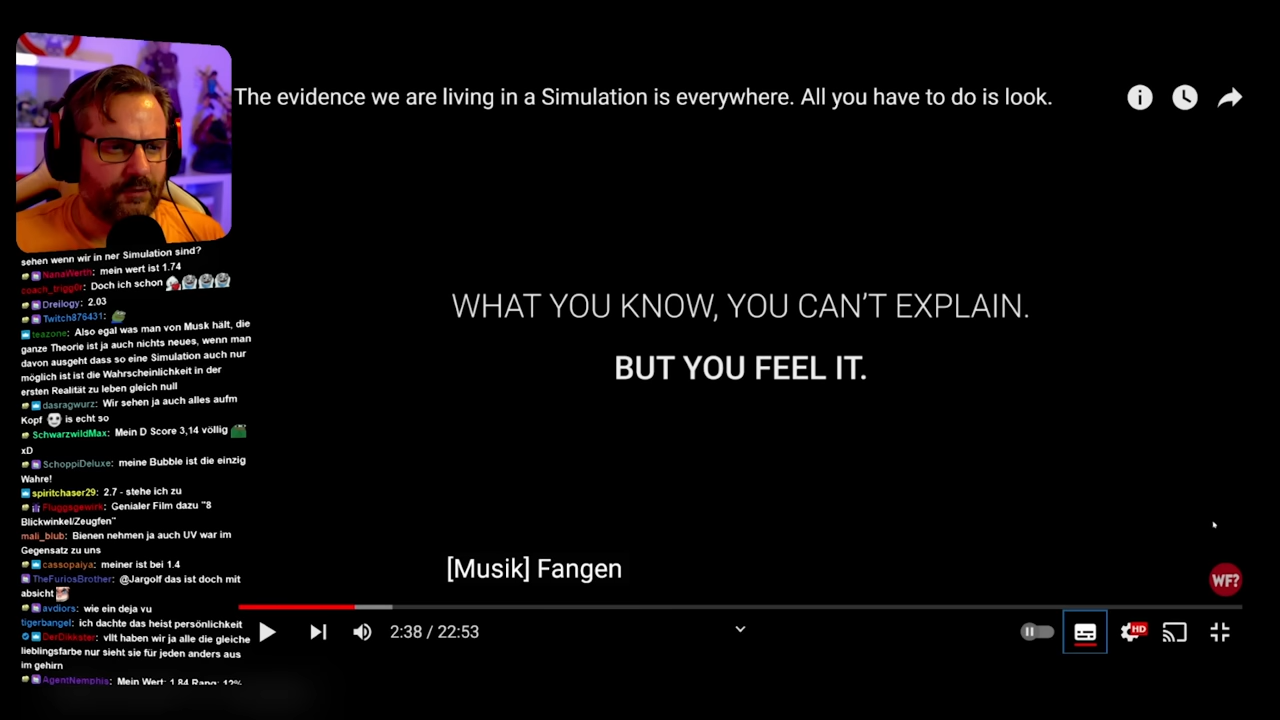 The evidence we are living in a Simulation is everywhere. All you have to do is look.
WHAT YOU KNOW, YOU CAN'T EXPLAIN.
BUT YOU FEEL IT.
[Musik] Fangen
WF?
2:38 / 22:53
HD
sehen wenn wir in ner Simulation sind?
NanaWerth: mein wert ist 1.74
coach_trigg0r: Doch ich schon
Dreilogy: 2.03
Twitch876431:
teazone: Also egal was man von Musk hält, die
ganze Theorie ist ja auch nichts neues, wenn man
davon ausgeht dass so eine Simulation auch nur
möglich ist ist die Wahrscheinlichkeit in der
ersten Realität zu leben gleich null
dasragwurz: Wir sehen ja auch alles aufm
Kopf is echt so
SchwarzwildMax: Mein D Score 3,14 völlig
xD
SchoppiDeluxe: meine Bubble ist die einzig
Wahre!
spiritchaser29: 2.7 - stehe ich zu
Fluggagewirs: Genialer Film dazu "8
Blickwinkel/Zeugfen"
mali_blub: Bienen nehmen ja auch UV war im
Gegensatz zu uns
cassopaiya: meiner ist bei 1.4
TheFuriosBrother: @Jargolf das ist doch mit
absicht
avdiors: wie ein deja vu
tigerbangel: ich dachte das heist persönlichkeit
DerDikkster: vllt haben wir ja alle die gleiche
lieblingsfarbe nur sieht sie für jeden anders aus
im gehirn
AgentNemphis: Mein Wert: 1.84 Rang: 12%